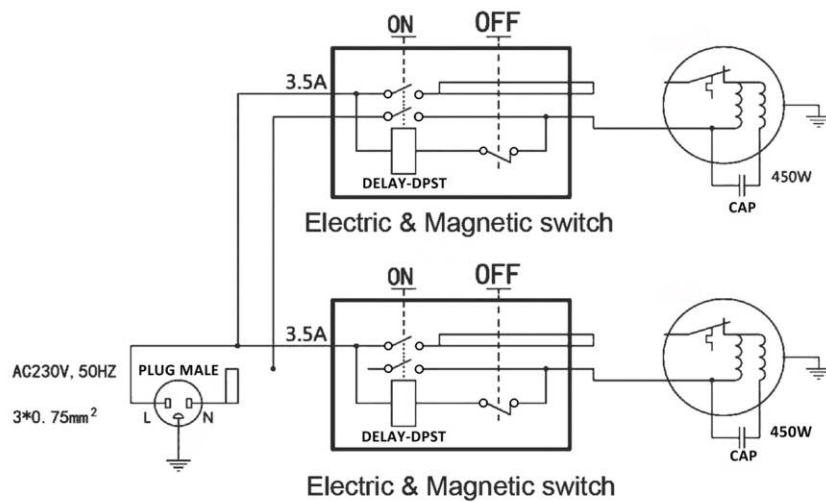 ON OFF
3.5A
DELAY-DPST
450W
CAP
Electric & Magnetic switch
ON OFF
3.5A
AC230V, 50HZ PLUG MALE
3*0.75mm²
L N
DELAY-DPST
450W
CAP
Electric & Magnetic switch